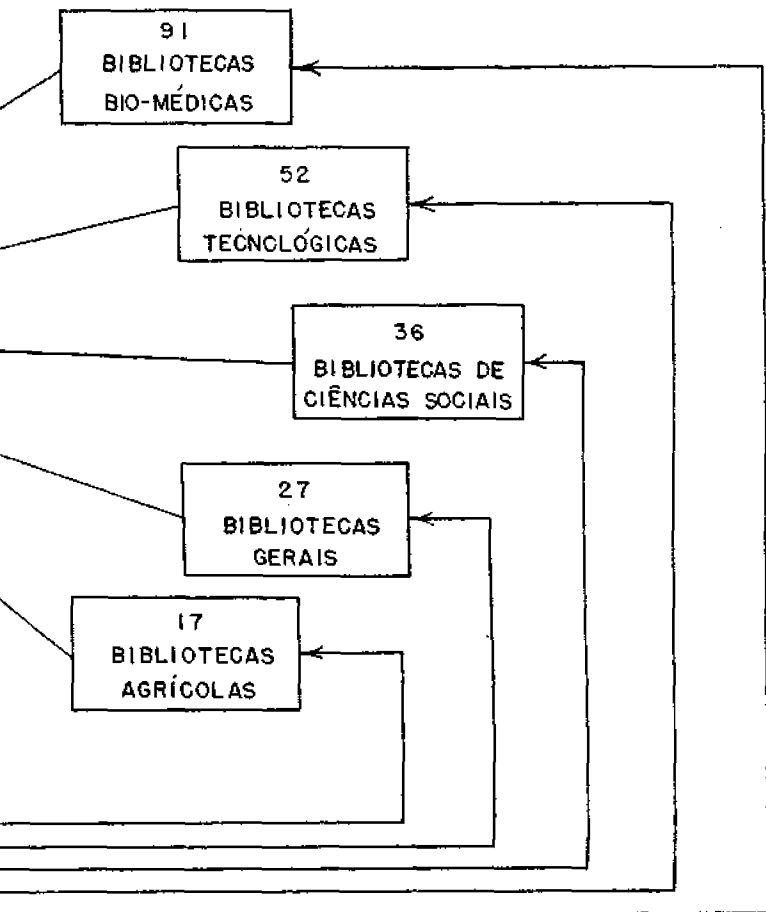 91
BIBLIOTECAS
BIO-MÉDICAS
52
BIBLIOTECAS
TECNOLÓGICAS
36
BIBLIOTECAS DE
CIÊNCIAS SOCIAIS
27
BIBLIOTECAS
GERAIS
17
BIBLIOTECAS
AGRÍCOLAS